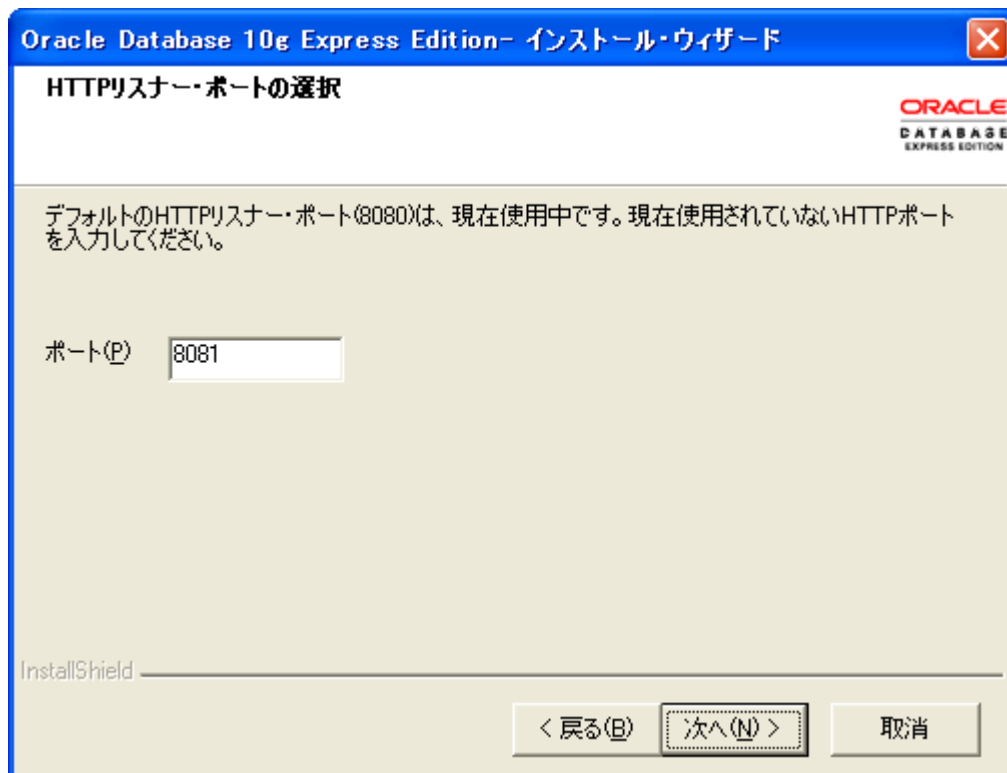 Oracle Database 10g Express Edition- インストール・ウィザード
HTTPリスナー・ポートの選択
ORACLE
DATABASE
EXPRESS EDITION
デフォルトのHTTPリスナー・ポート(8080)は、現在使用中です。現在使用されていないHTTPポート
を入力してください。
ポート(P)
8081
InstallShield
< 戻る(B)
次へ(N) >
取消